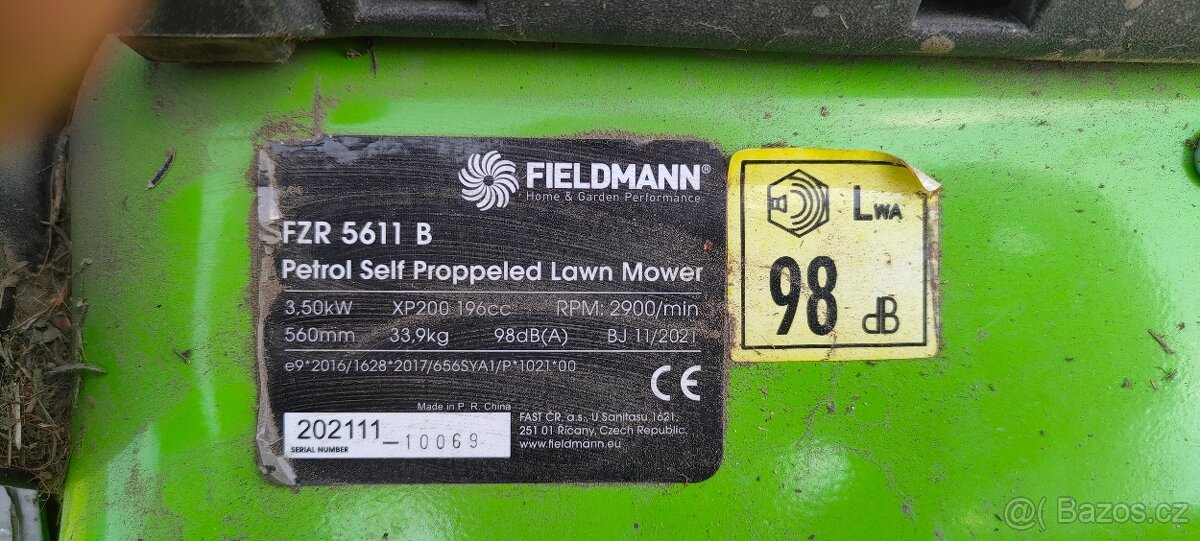 FIELDMANN®
Home & Garden Performance
FZR 5611 B
Petrol Self Proppeled Lawn Mower
3.50kW XP200 196cc RPM: 2900/min
560mm 33,9kg 98dB(A) BJ 11/2021
e9*2016/1628*2017/656SYA1/P*1021*00
CE
Made in P. R. China
202111_10069
SERIAL NUMBER
FAST ČR, a.s., U Sanitasu 1621,
251 01 Říčany, Czech Republic,
www.fieldmann.eu
LWA
98 dB
@( Bazos.cz